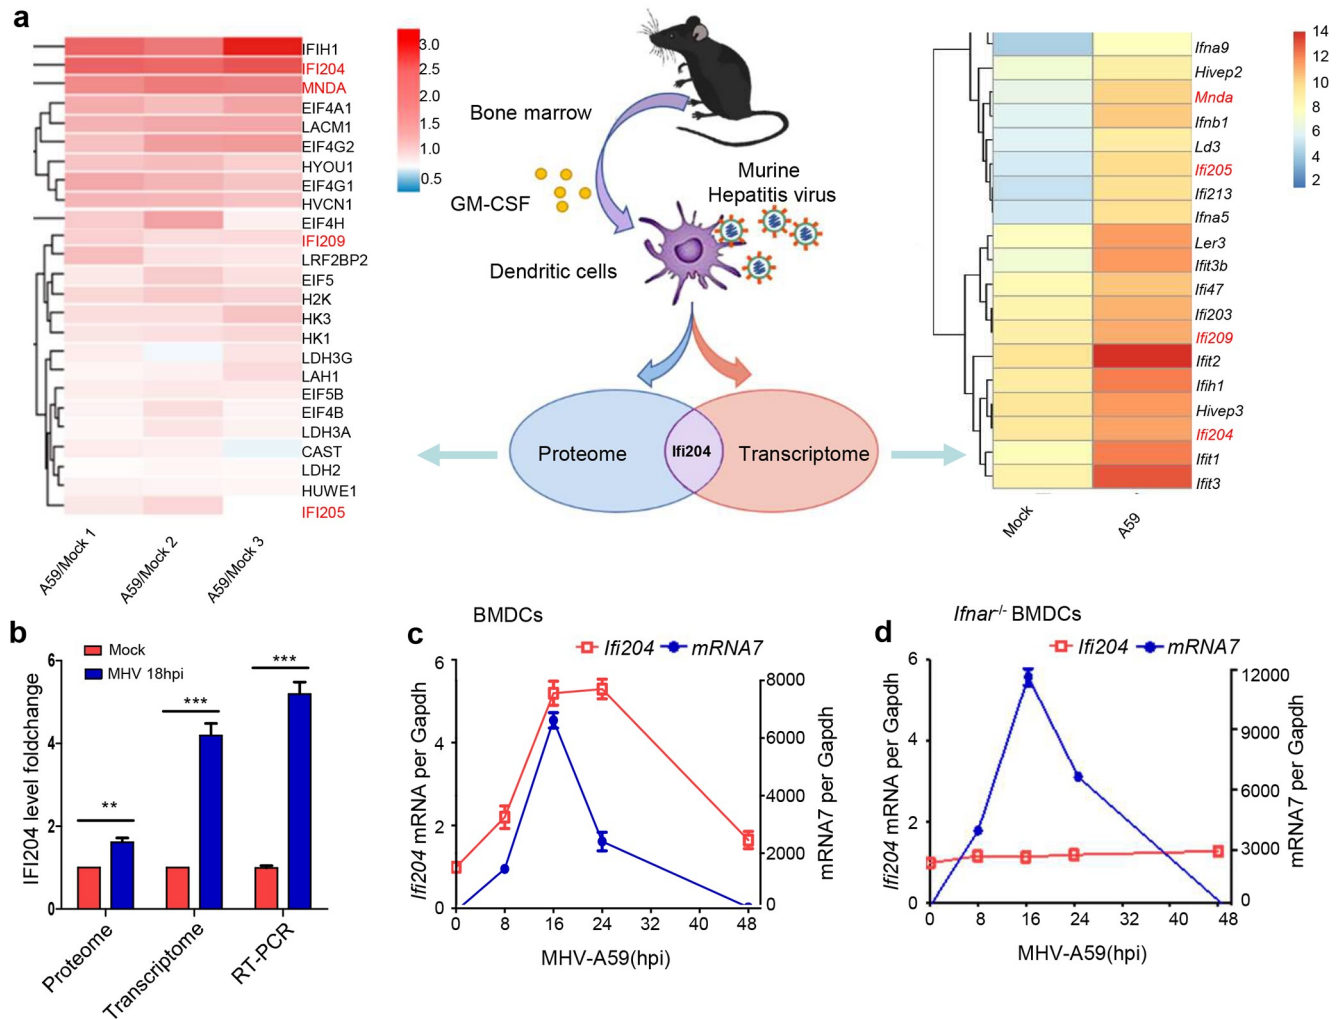 a
IFIH1
IFI204
MNDA
EIF4A1
LACM1
EIF4G2
HYOU1
EIF4G1
HVCN1
EIF4H
IFI209
LRF2BP2
EIF5
H2K
HK3
HK1
LDH3G
LAH1
EIF5B
EIF4B
LDH3A
CAST
LDH2
HUWE1
IFI205
A59/Mock 1
A59/Mock 2
A59/Mock 3
3.0
2.5
2.0
1.0
1.0
0.5
Bone marrow
GM-CSF
Murine
Hepatitis virus
Dendritic cells
Proteome
Ifi204
Transcriptome
Ifna9
Hivep2
Mnda
Ifnb1
Ld3
Ifi205
Ifi213
Ifna5
Ler3
Ifit3b
Ifi47
Ifi203
Ifi209
Ifit2
Ifih1
Hivep3
Ifi204
Ifit1
Ifit3
Mock
A59
14
12
10
8
6
4
2
b
Mock
MHV 18hpi
IFI204 level foldchange
6
4
2
0
**
***
***
Proteome
Transcriptome
RT-PCR
c
BMDCs
Ifi204
mRNA7
Ifi204 mRNA per Gapdh
6
4
2
0
8000
6000
4000
2000
0
mRNA7 per Gapdh
0 8 16 24 32 40 48
MHV-A59(hpi)
d
Ifnar-/- BMDCs
Ifi204
mRNA7
Ifi204 mRNA per Gapdh
6
4
2
0
12000
9000
6000
3000
0
mRNA7 per Gapdh
0 8 16 24 32 40 48
MHV-A59(hpi)